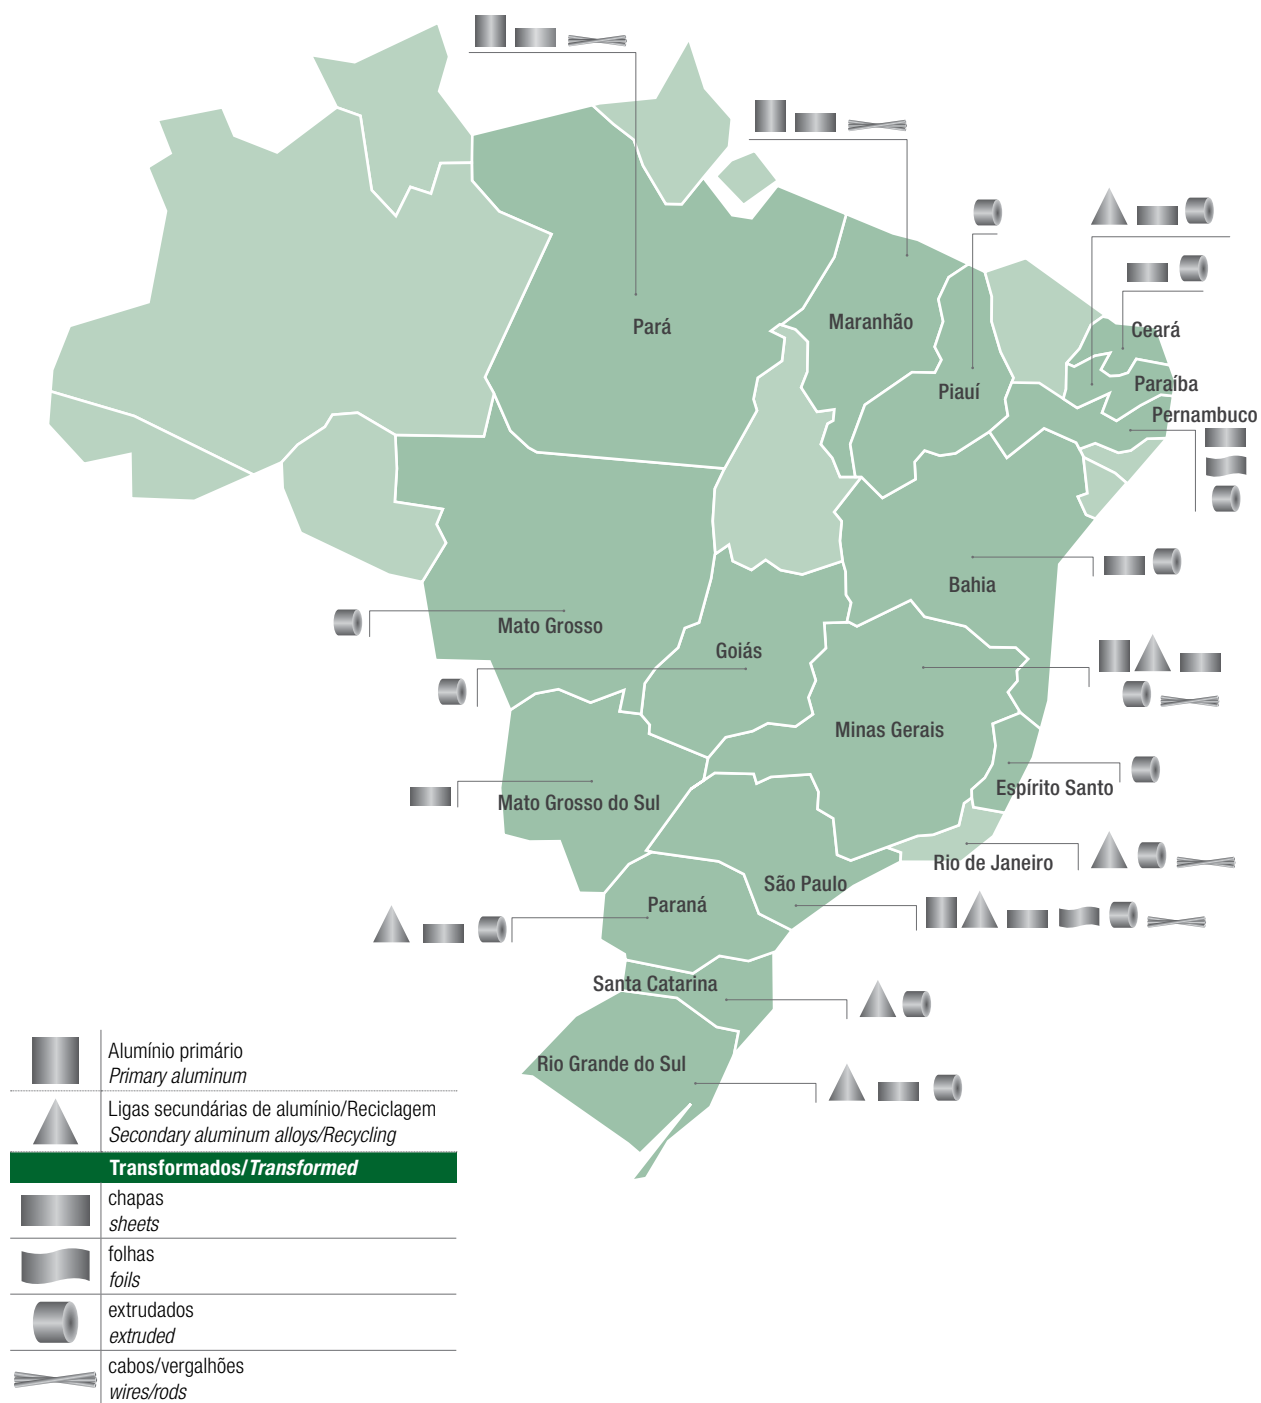 Pará
Maranhão
Ceará
Piauí
Paraíba
Pernambuco
Bahia
Mato Grosso
Goiás
Minas Gerais
Espírito Santo
Mato Grosso do Sul
Rio de Janeiro
São Paulo
Paraná
Santa Catarina
Rio Grande do Sul
Alumínio primário
Primary aluminum
Ligas secundárias de alumínio/Reciclagem
Secondary aluminum alloys/Recycling
Transformados/Transformed
chapas
sheets
folhas
foils
extrudados
extruded
cabos/vergalhões
wires/rods